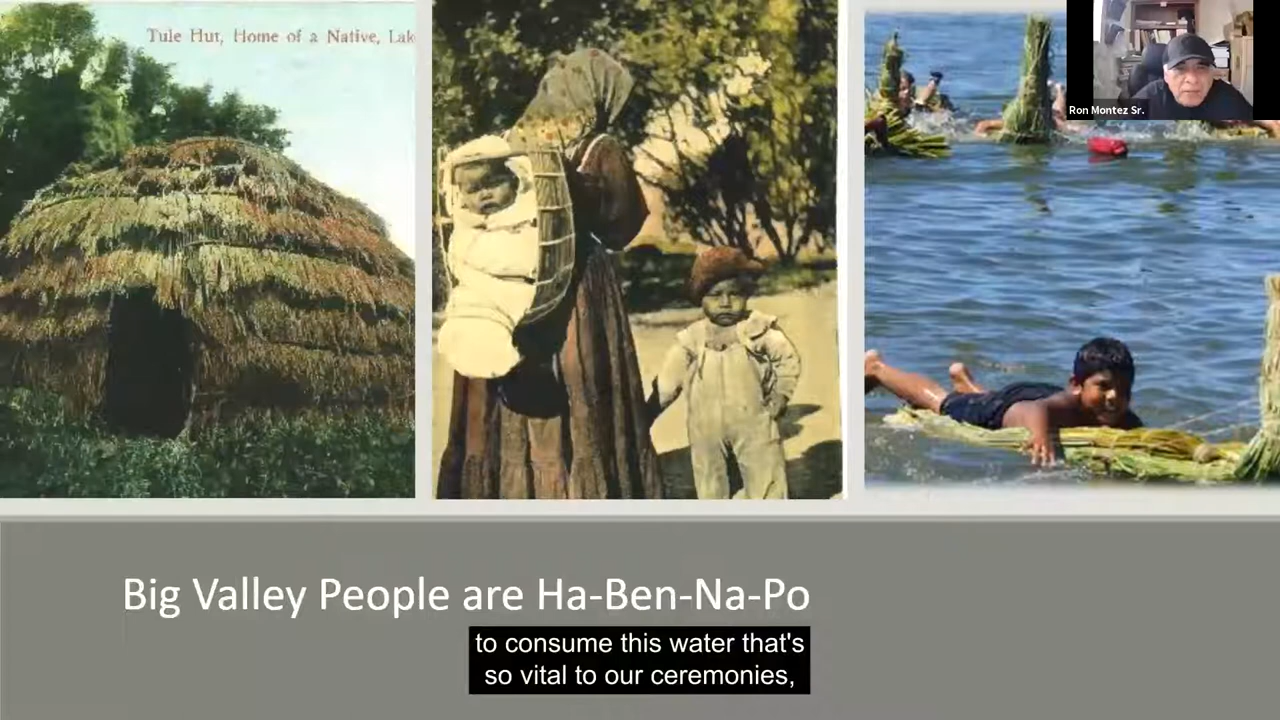 Tule Hut, Home of a Native, Lak
Ron Montez Sr.
Big Valley People are Ha-Ben-Na-Po
to consume this water that's
so vital to our ceremonies,